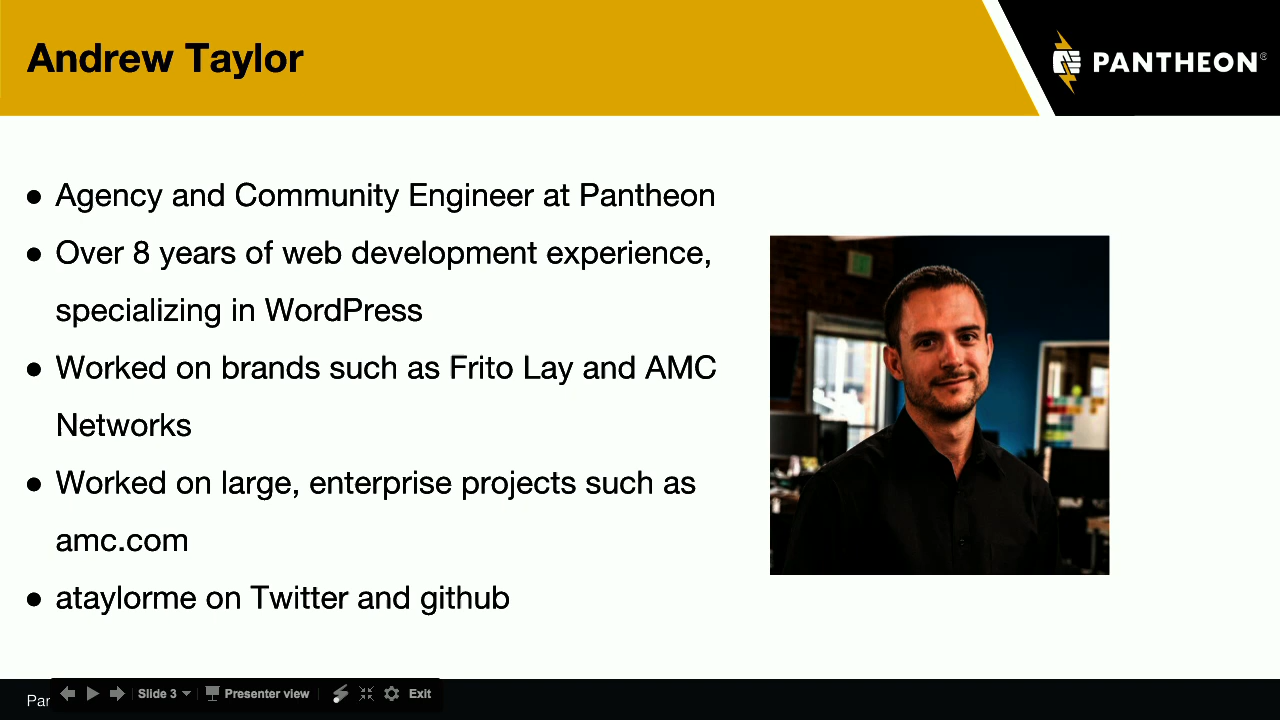 Andrew Taylor
PANTHEON®
● Agency and Community Engineer at Pantheon
● Over 8 years of web development experience,
specializing in WordPress
● Worked on brands such as Frito Lay and AMC
Networks
● Worked on large, enterprise projects such as
amc.com
● ataylorme on Twitter and github
Par
Slide 3
Presenter view
Exit